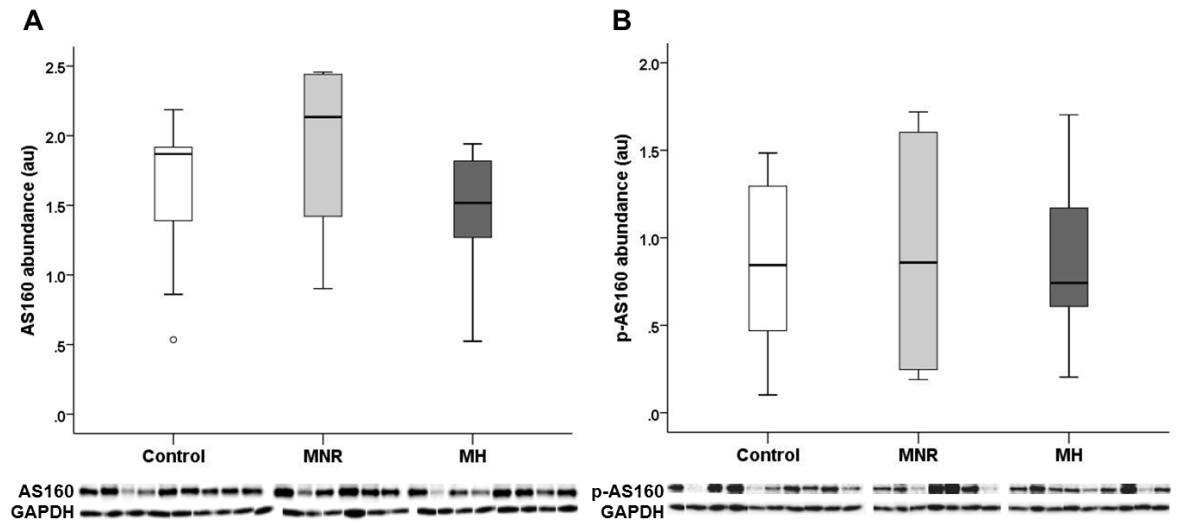 A
B
AS160 abundance (au)
2.5
2.0
1.5
1.0
.5
.0
Control MNR MH
AS160
GAPDH
p-AS160 abundance (au)
2.0
1.5
1.0
.5
.0
Control MNR MH
p-AS160
GAPDH